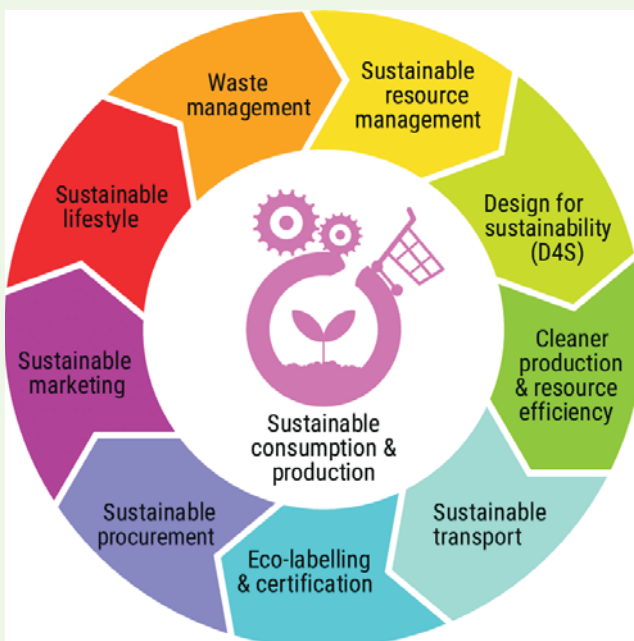 Waste
management
Sustainable
resource
management
Design for
sustainability
(D4S)
Cleaner
production
& resource
efficiency
Sustainable
transport
Eco-labelling
& certification
Sustainable
procurement
Sustainable
marketing
Sustainable
lifestyle
Sustainable
consumption &
production